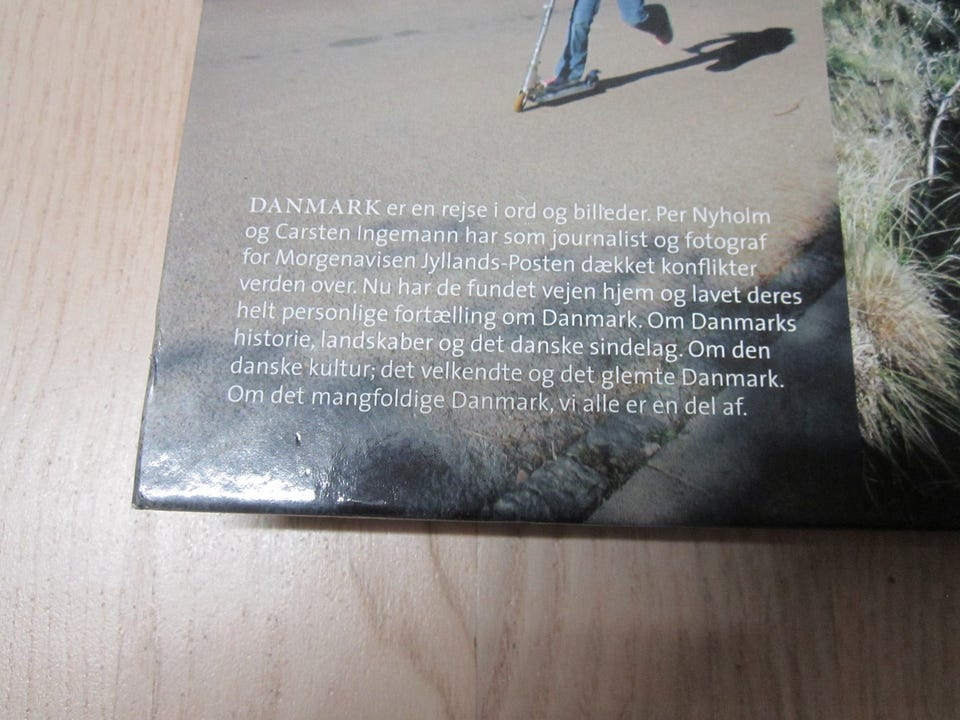 DANMARK er en rejse i ord og billeder. Per Nyholm
og Carsten Ingemann har som journalist og fotograf
for Morgenavisen Jyllands-Posten dækket konflikter
verden over. Nu har de fundet vejen hjem og lavet deres
helt personlige fortælling om Danmark. Om Danmarks
historie, landskaber og det danske sindelag. Om den
danske kultur; det velkendte og det glemte Danmark.
Om det mangfoldige Danmark, vi alle er en del af.